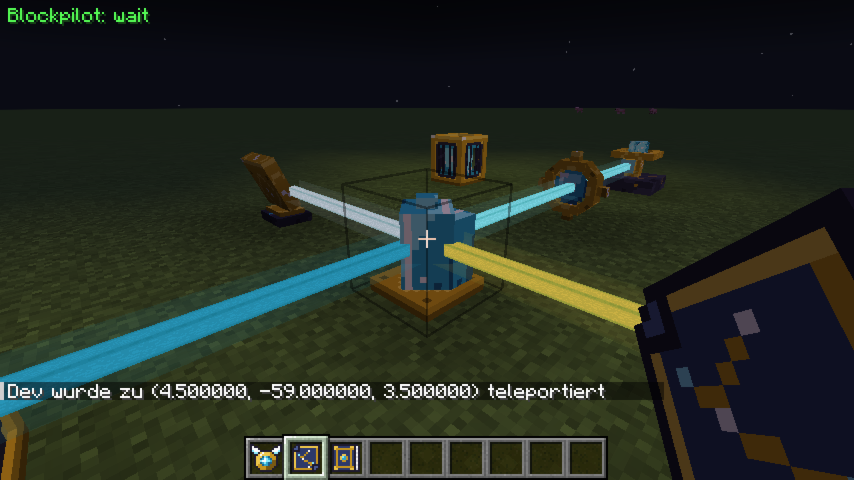 Blockpilot: wait
Dev wurde zu (4.500000, -59.000000, 3.500000) teleportiert